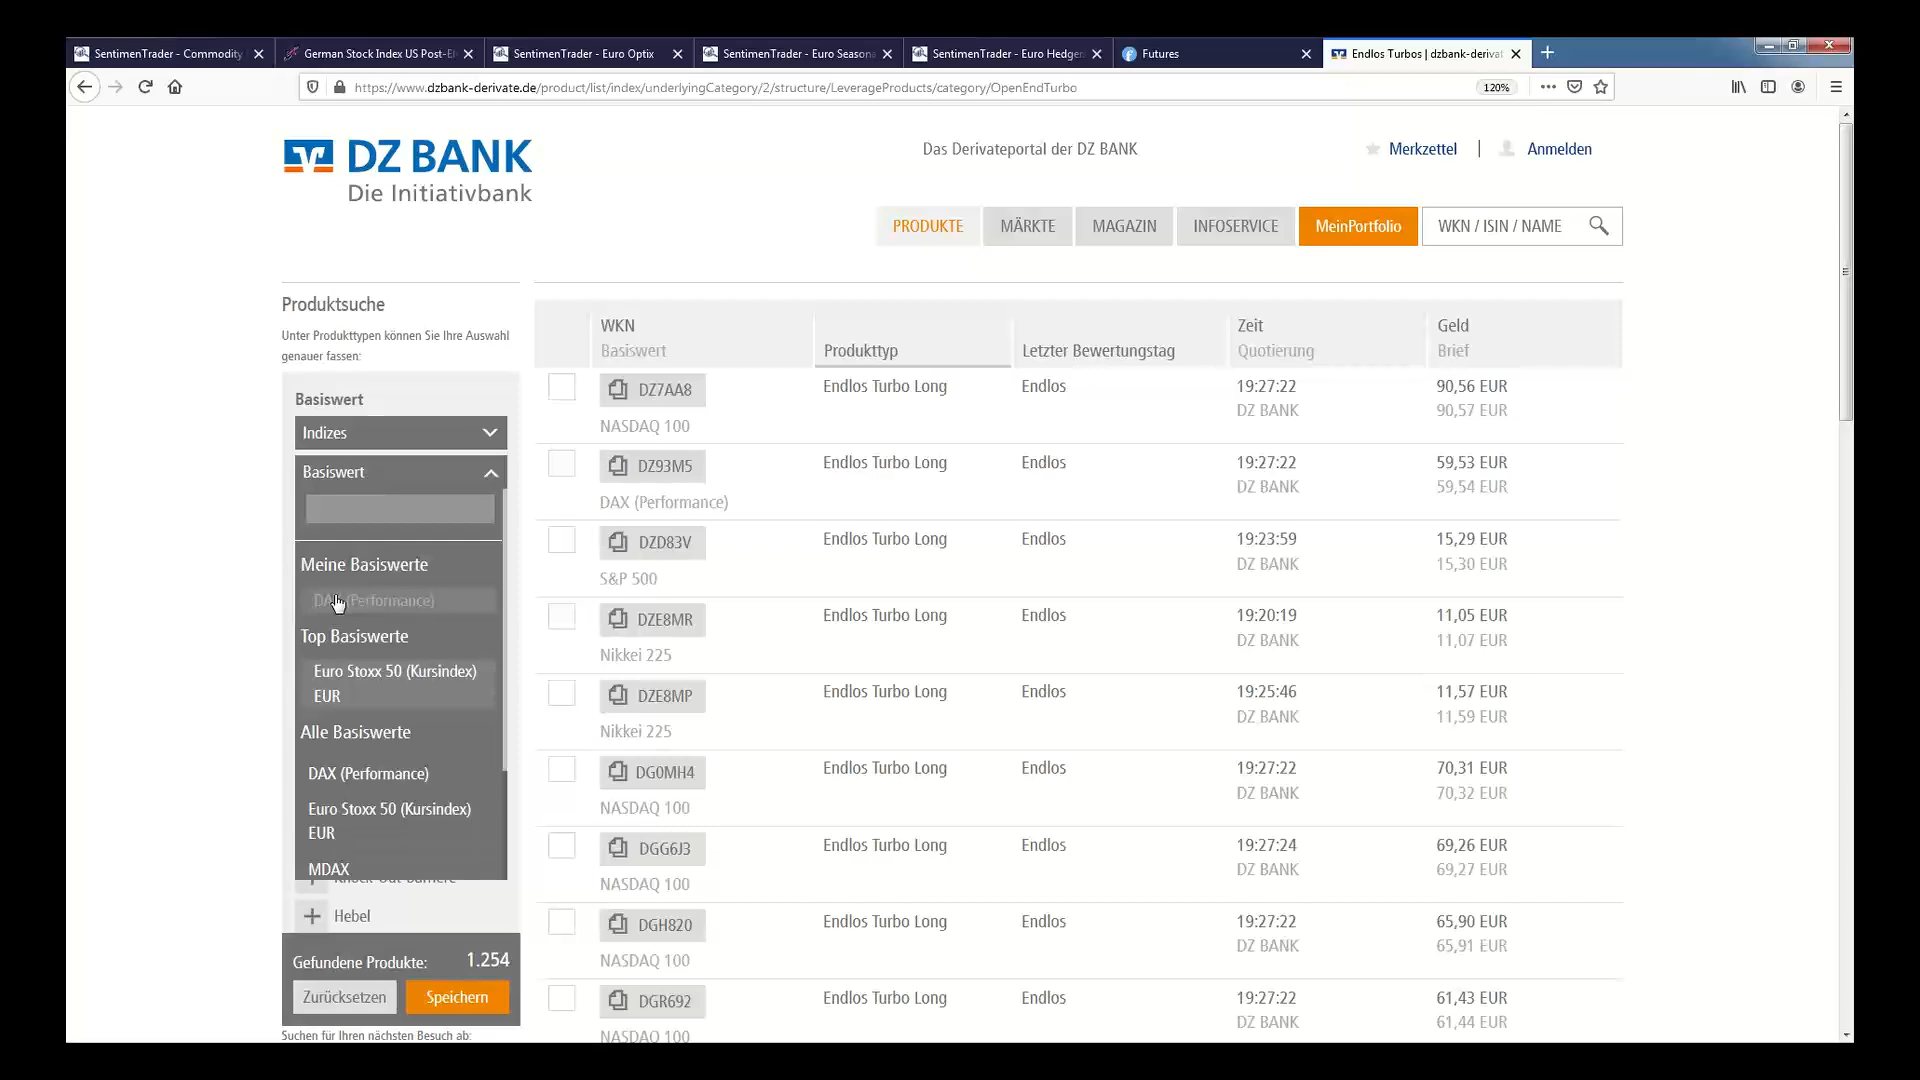 SentimenTrader - Commodity
German Stock Index US Post-El
SentimenTrader - Euro Optix
SentimenTrader - Euro Seasona
SentimenTrader - Euro Hedger
Futures
Endlos Turbos | dzbank-derivat
https://www.dzbank-derivate.de/product/list/index/underlyingCategory/2/structure/LeverageProducts/category/OpenEndTurbo
120%
DZ BANK
Die Initiativbank
Das Derivateportal der DZ BANK
Merkzettel | Anmelden
PRODUKTE
MÄRKTE
MAGAZIN
INFOSERVICE
MeinPortfolio
WKN / ISIN / NAME
Produktsuche
Unter Produkttypen können Sie Ihre Auswahl
genauer fassen:
Basiswert
Indizes
Basiswert
Meine Basiswerte
DAX (Performance)
Top Basiswerte
Euro Stoxx 50 (Kursindex)
EUR
Alle Basiswerte
DAX (Performance)
Euro Stoxx 50 (Kursindex)
EUR
MDAX
Knock-Out-Barriere
Hebel
Gefundene Produkte: 1.254
Zurücksetzen
Speichern
Suchen für Ihren nächsten Besuch ab:
WKN Zeit Geld
Basiswert Produkttyp Letzter Bewertungstag Quotierung Brief
DZ7AA8 Endlos Turbo Long Endlos 19:27:22 90,56 EUR
DZ BANK 90,57 EUR
NASDAQ 100
DZ93M5 Endlos Turbo Long Endlos 19:27:22 59,53 EUR
DZ BANK 59,54 EUR
DAX (Performance)
DZD83V Endlos Turbo Long Endlos 19:23:59 15,29 EUR
DZ BANK 15,30 EUR
S&P 500
DZE8MR Endlos Turbo Long Endlos 19:20:19 11,05 EUR
DZ BANK 11,07 EUR
Nikkei 225
DZE8MP Endlos Turbo Long Endlos 19:25:46 11,57 EUR
DZ BANK 11,59 EUR
Nikkei 225
DG0MH4 Endlos Turbo Long Endlos 19:27:22 70,31 EUR
DZ BANK 70,32 EUR
NASDAQ 100
DGG6J3 Endlos Turbo Long Endlos 19:27:24 69,26 EUR
DZ BANK 69,27 EUR
NASDAQ 100
DGH820 Endlos Turbo Long Endlos 19:27:22 65,90 EUR
DZ BANK 65,91 EUR
NASDAQ 100
DGR692 Endlos Turbo Long Endlos 19:27:22 61,43 EUR
DZ BANK 61,44 EUR
NASDAQ 100